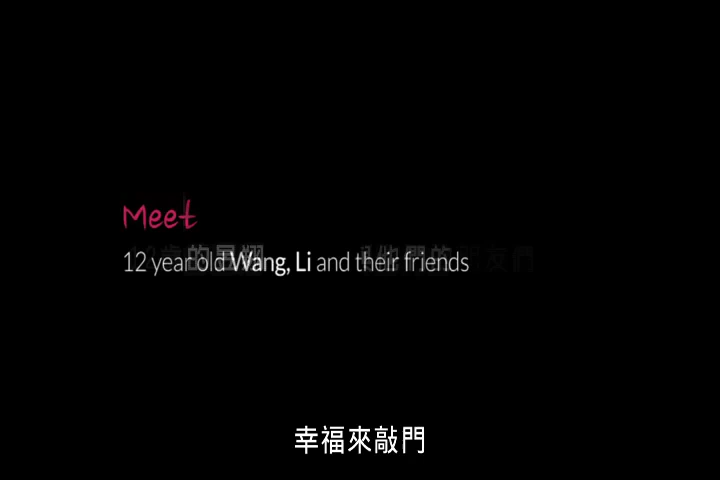 Meet
12 year old Wang, Li and their friends
幸福來敲門